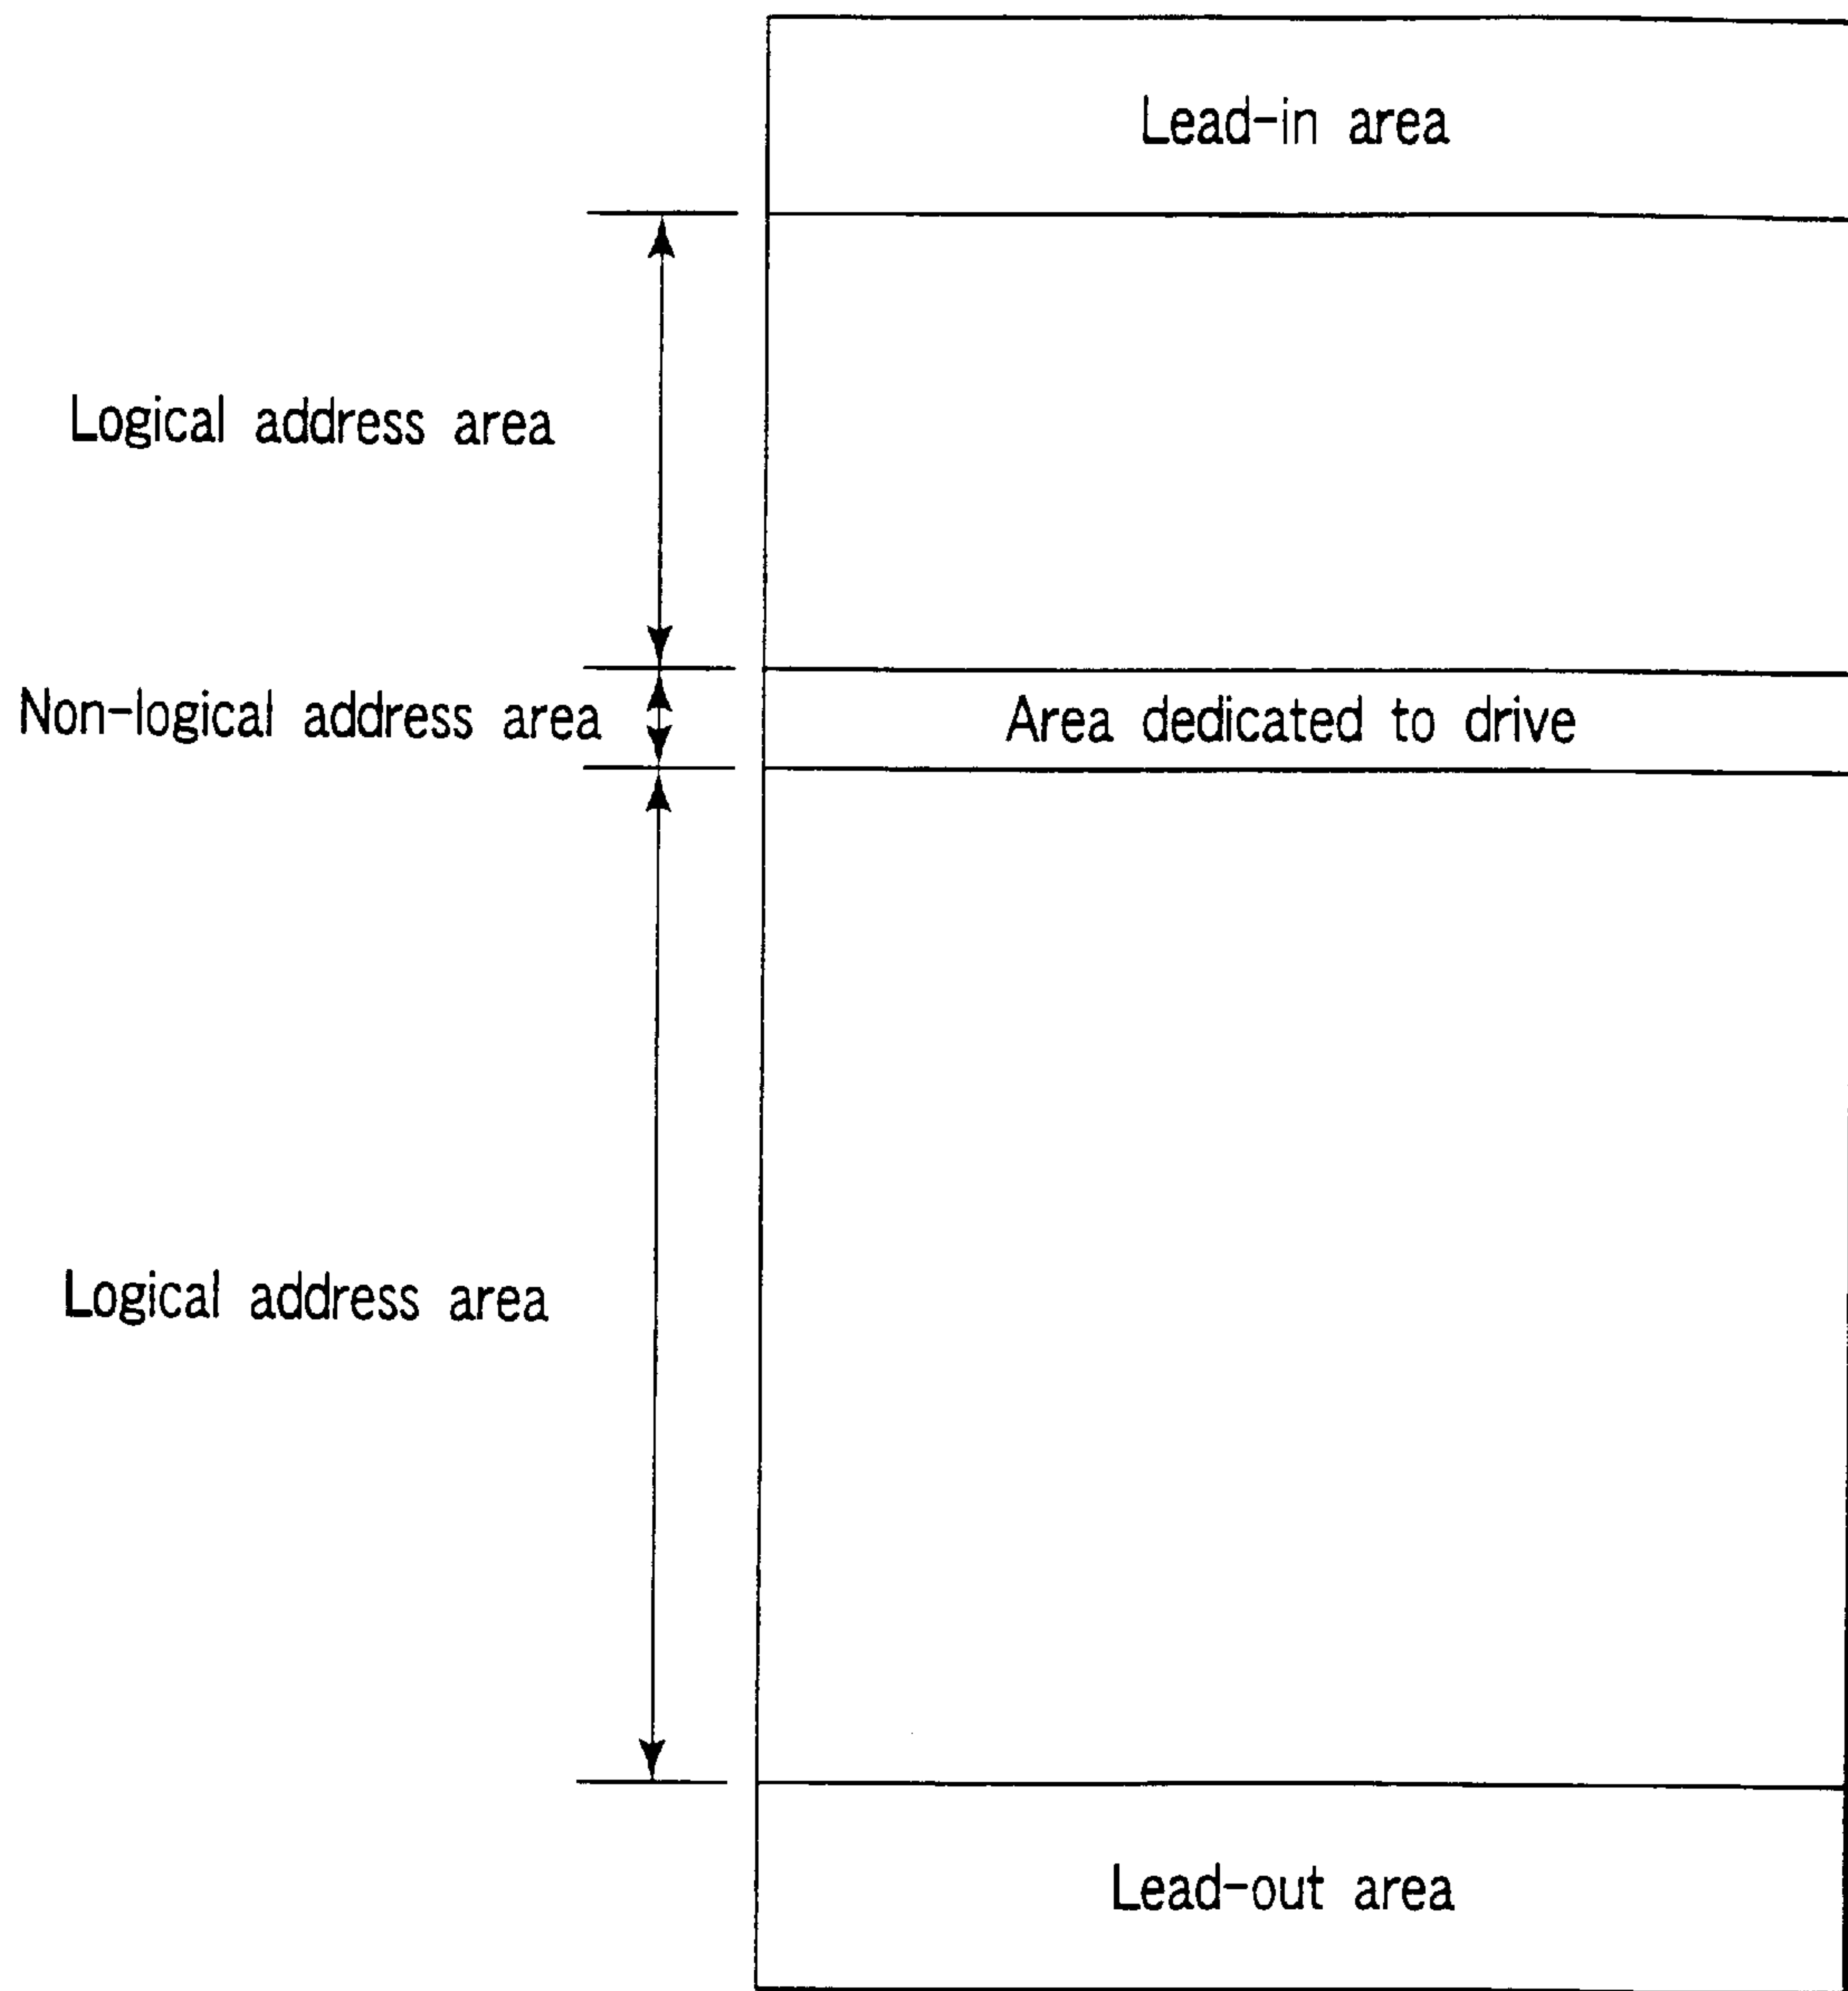 Lead-in area
Logical address area
Non-logical address area
Area dedicated to drive
Logical address area
Lead-out area